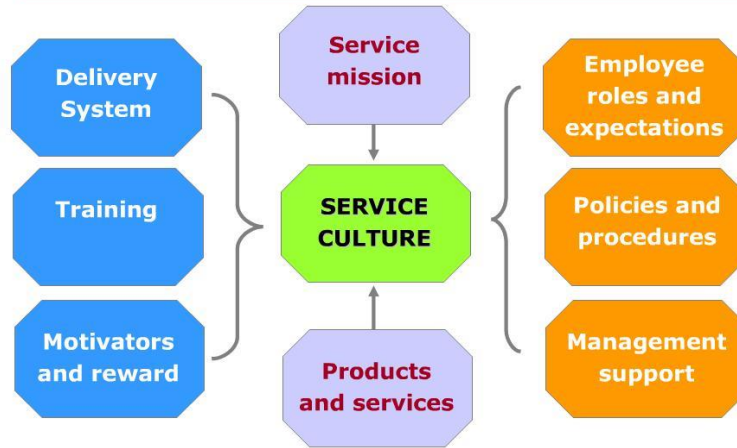 Delivery
System
Training
Motivators
and reward
Service
mission
SERVICE
CULTURE
Products
and services
Employee
roles and
expectations
Policies and
procedures
Management
support